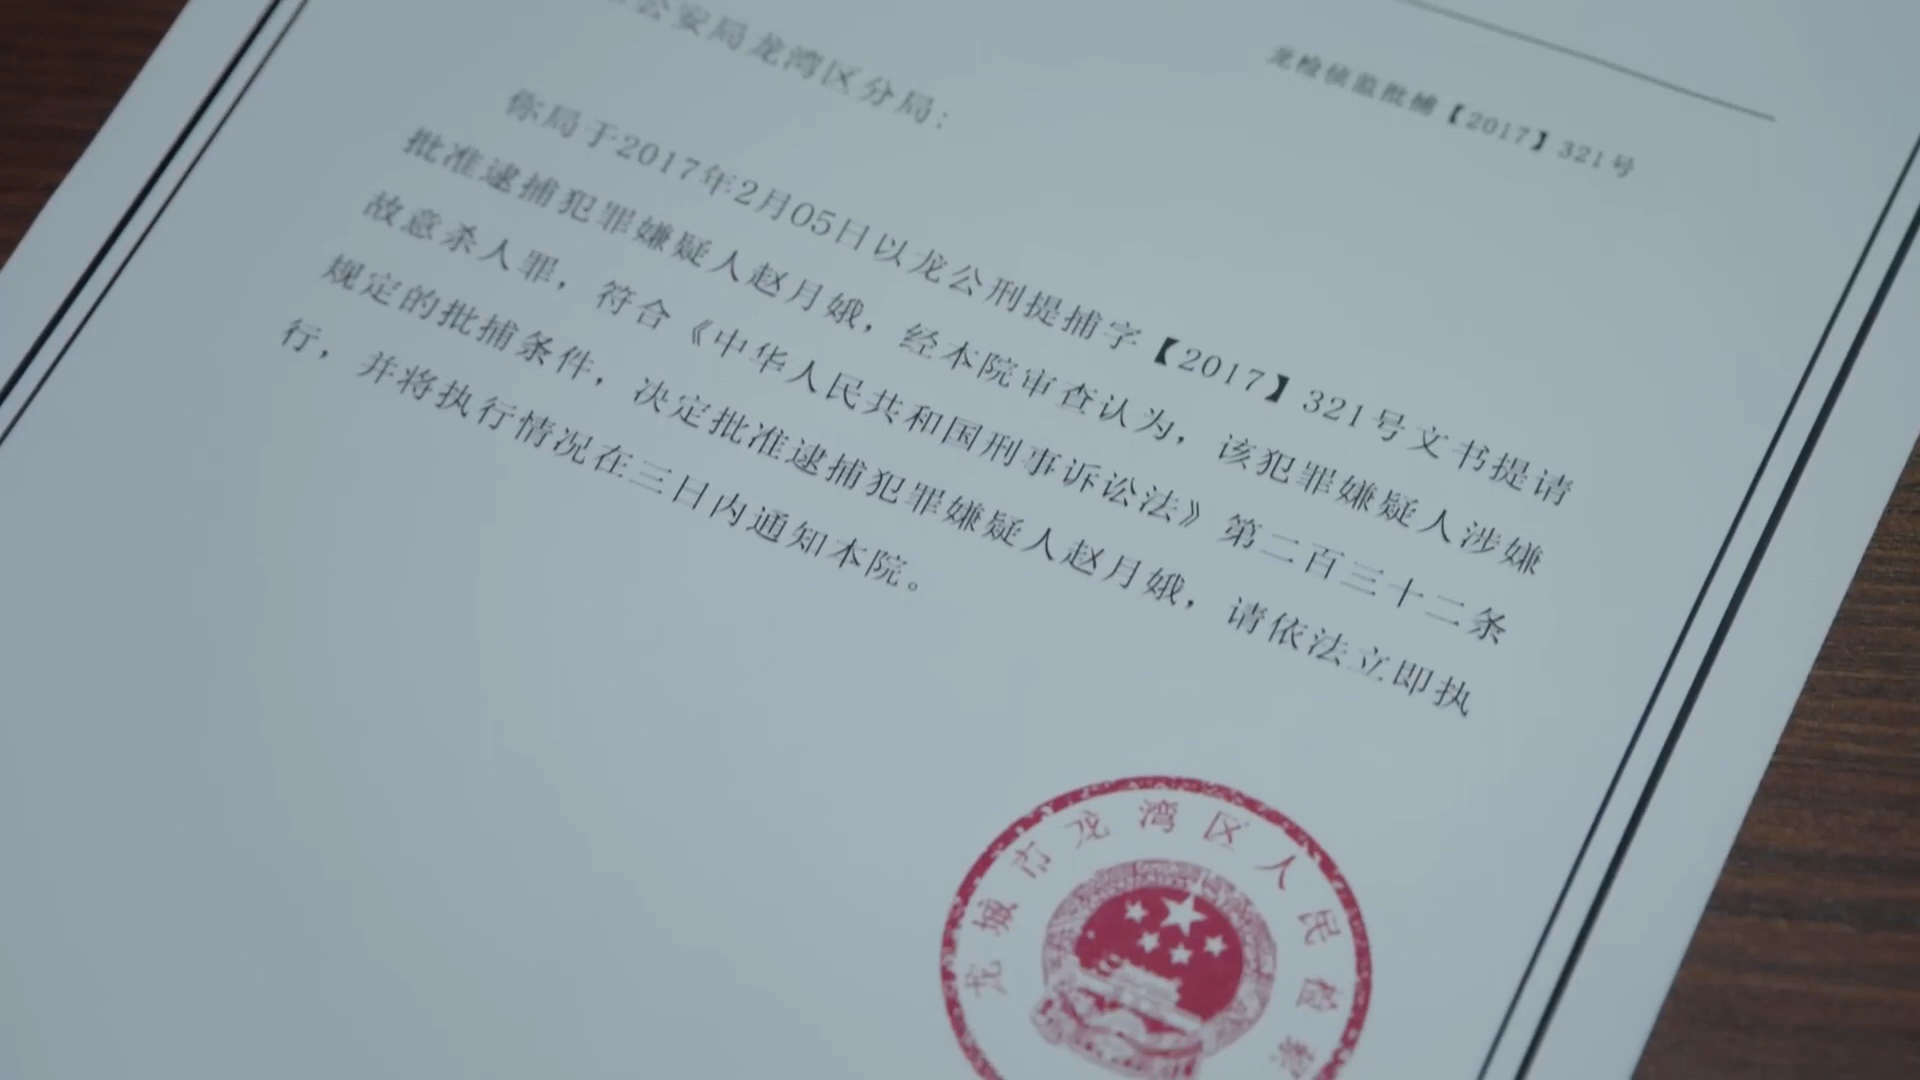 龙检侦监批捕【2017】321号
公安局龙湾区分局：
你局于2017年2月05日以龙公刑提捕字【2017】321号文书提请
批准逮捕犯罪嫌疑人赵月娥，经本院审查认为，该犯罪嫌疑人涉嫌
故意杀人罪，符合《中华人民共和国刑事诉讼法》第二百三十二条
规定的批捕条件，决定批准逮捕犯罪嫌疑人赵月娥，请依法立即执
行，并将执行情况在三日内通知本院。
龙城市龙湾区人民检察